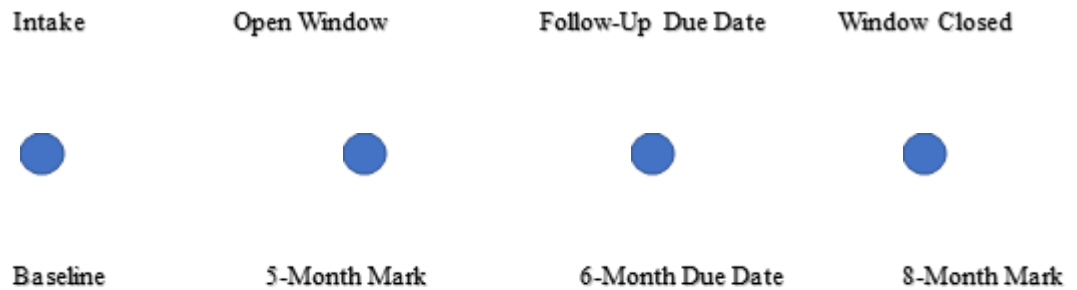 Intake Open Window Follow-Up Due Date Window Closed
Baseline 5-Month Mark 6-Month Due Date 8-Month Mark